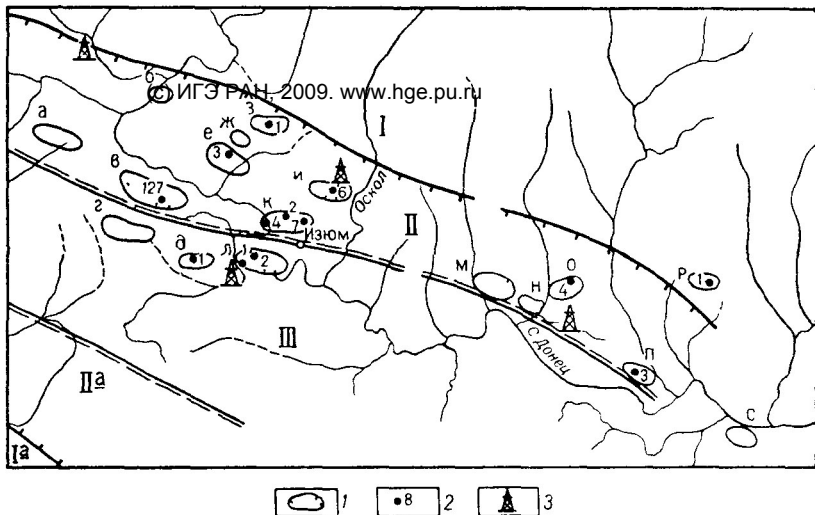 б
© ИГЭ РАН, 2009. www.hge.pu.ru
а
З
1
Ж
е
3
I
и
6
Оскол
в
127
к
2
4
7
II
Изюм
г
д
1
л
1
2
М
Н
О
4
Р
1
III
С Донец
П
3
IIа
С
Iа
1
8
2
3